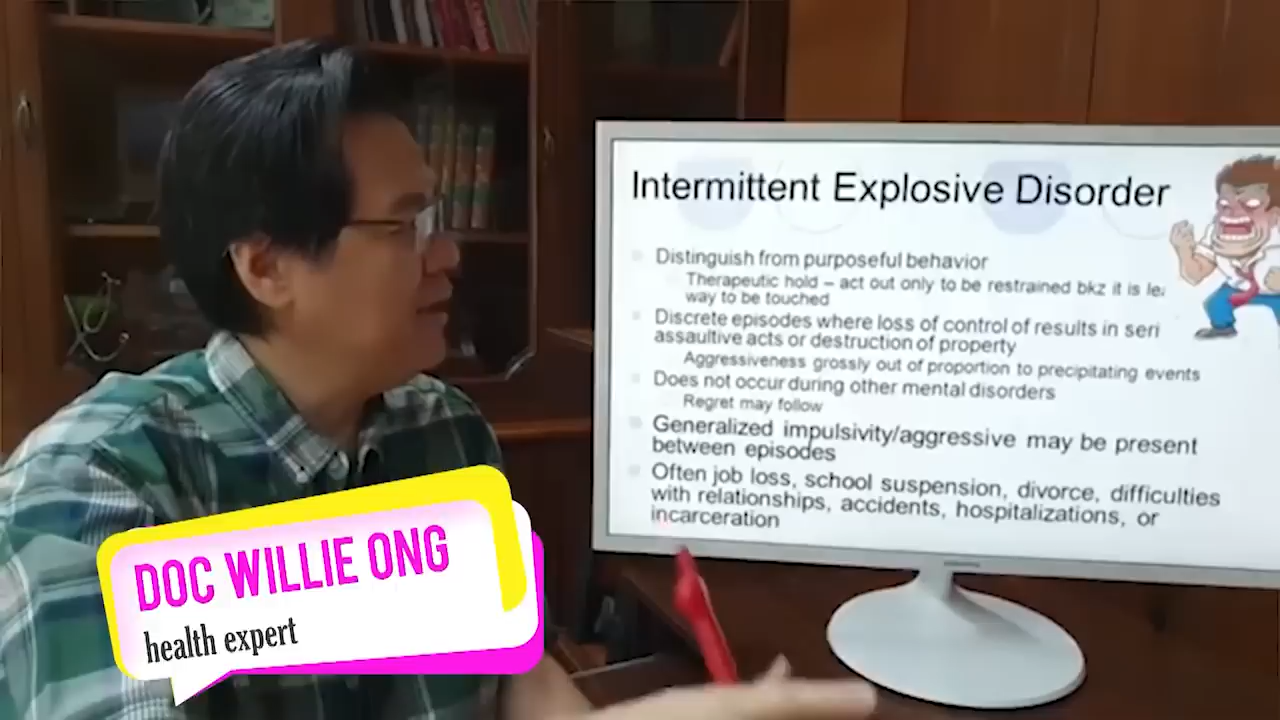 Intermittent Explosive Disorder
Distinguish from purposeful behavior
Therapeutic hold – act out only to be restrained bkz it is
way to be touched
Discrete episodes where loss of control of results in seri
assaultive acts or destruction of property
Aggressiveness grossly out of proportion to precipitating events
Does not occur during other mental disorders
Regret may follow
Generalized impulsivity/aggressive may be present
between episodes
Often job loss, school suspension, divorce, difficulties
with relationships, accidents, hospitalizations, or
incarceration
DOC WILLIE ONG
health expert